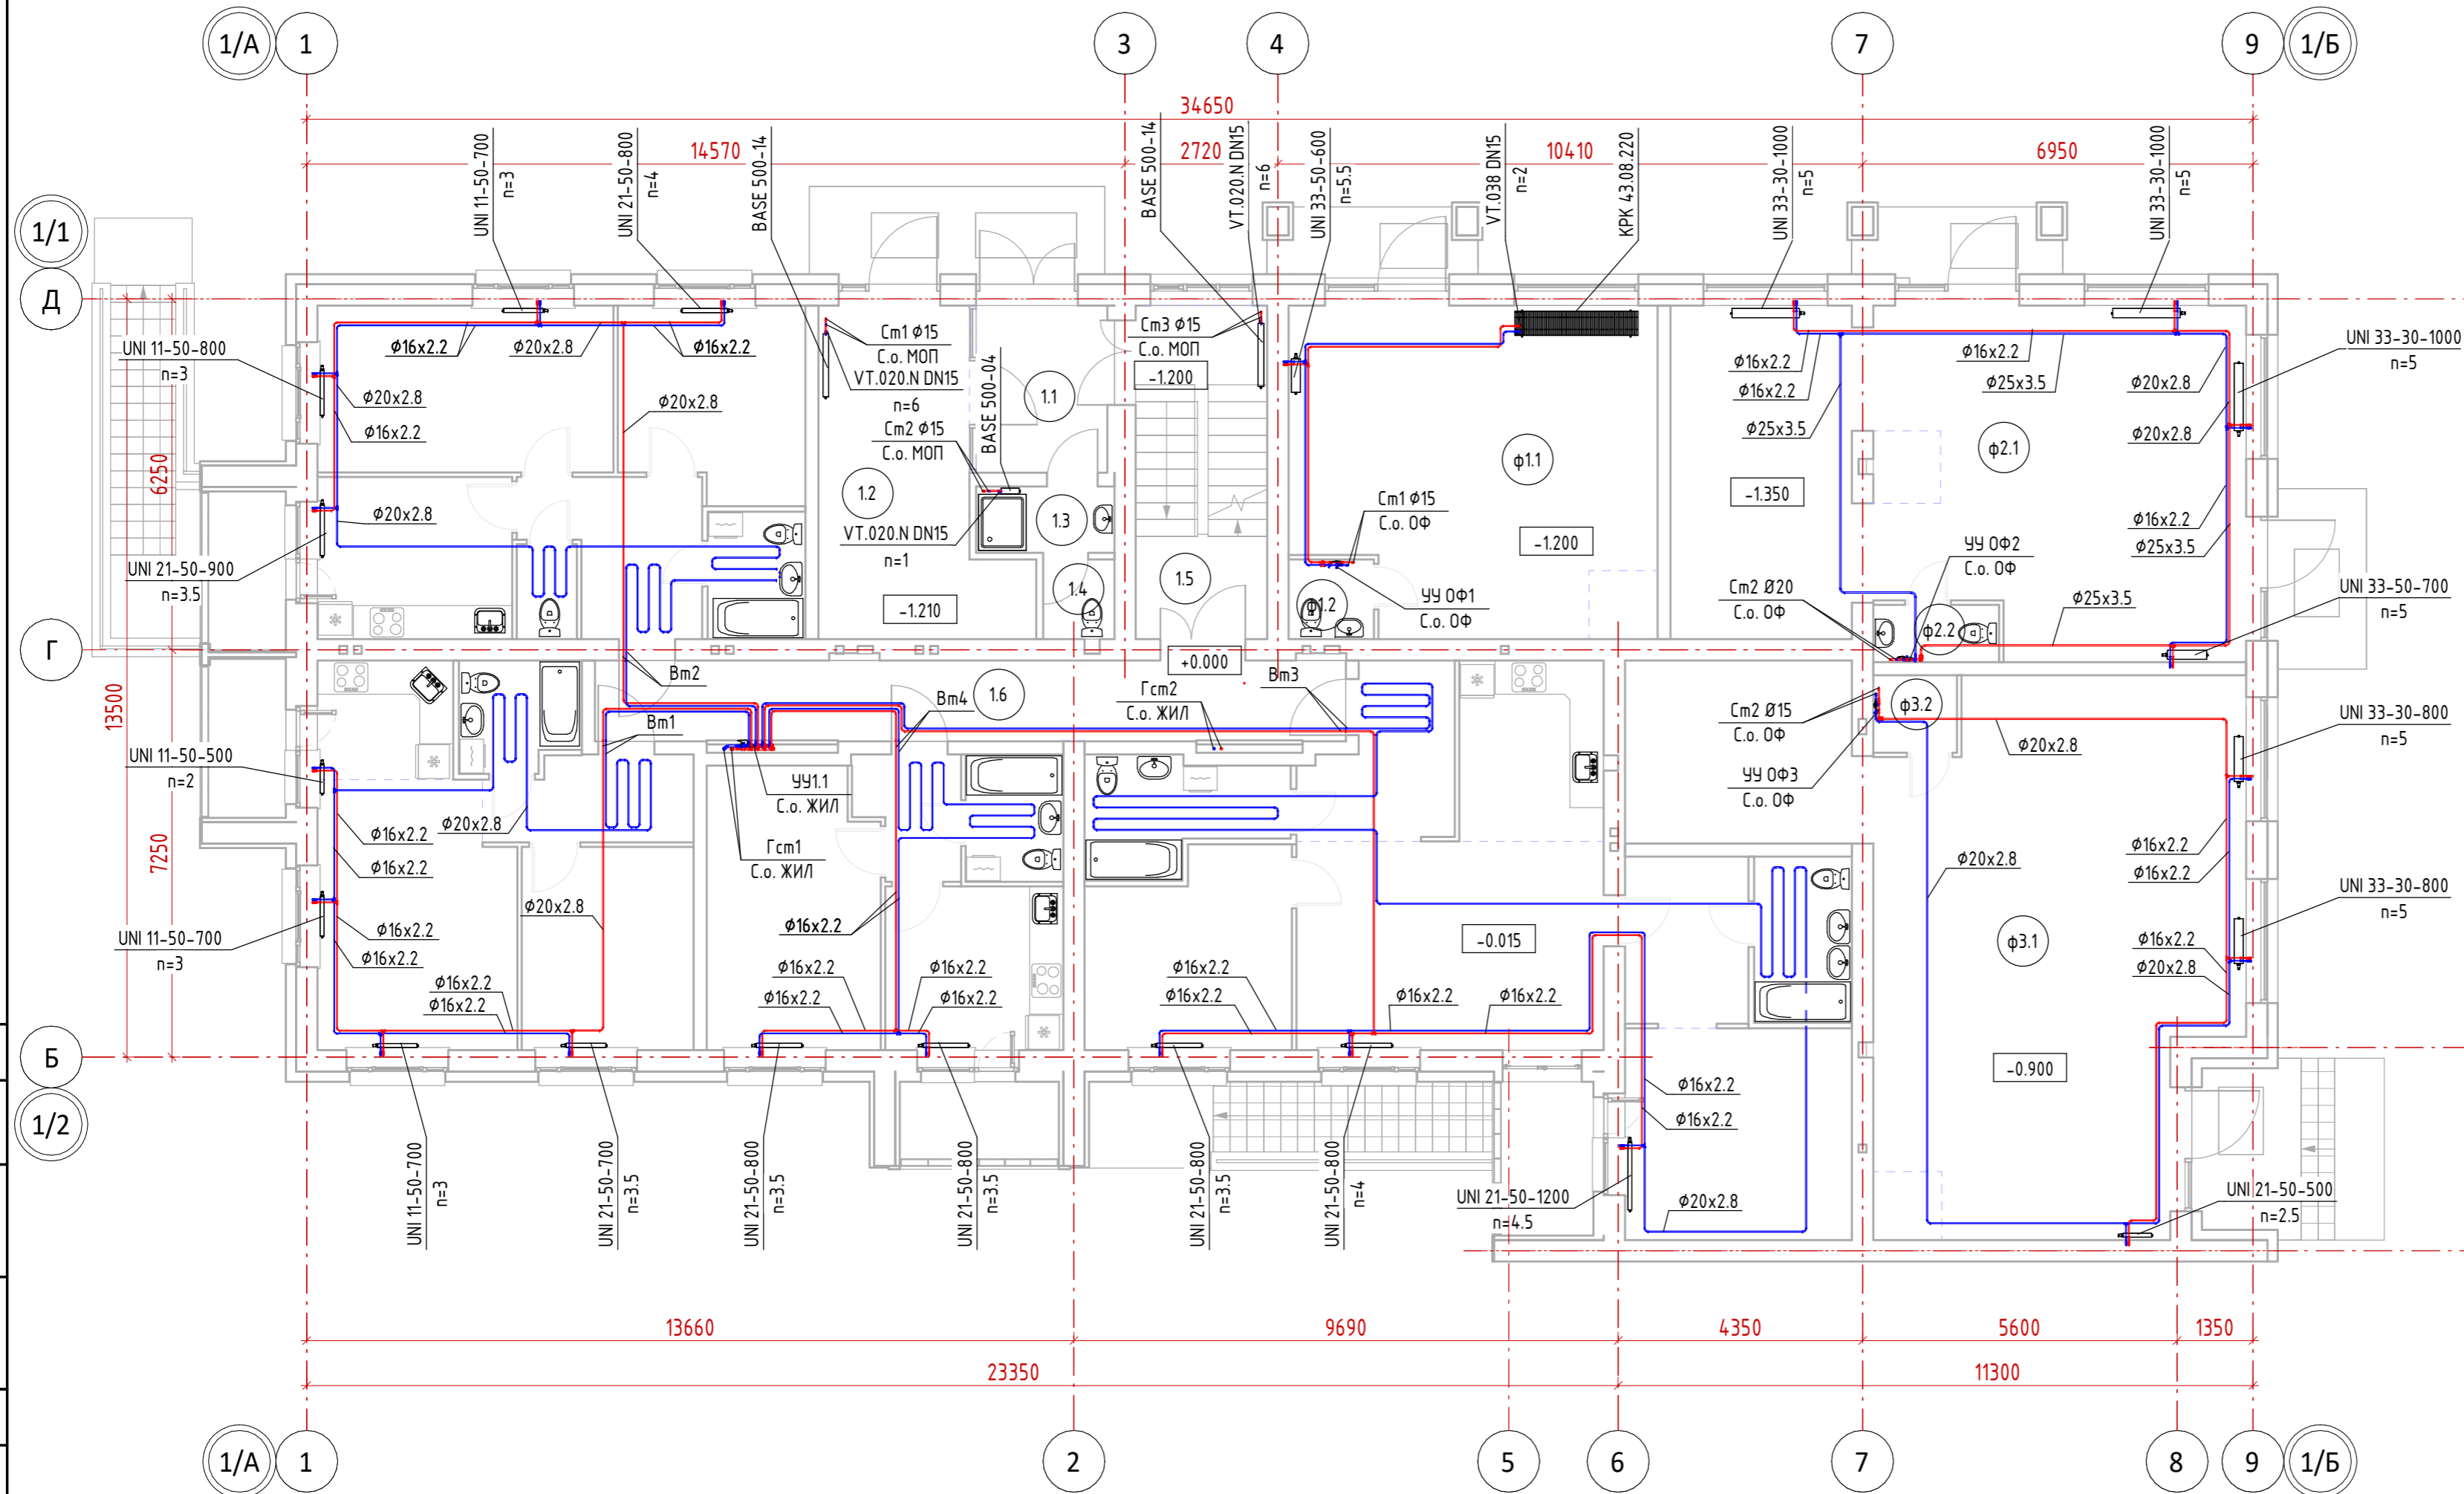 1/А
1
3
4
7
9
1/Б
34650
14570
2720
10410
6950
UNI 11-50-700
n=3
UNI 21-50-800
n=4
BASE 500-14
BASE 500-14
VT.020.N DN15
n=6
UNI 33-50-600
n=5.5
VT.038 DN15
n=2
КРК 43.08.220
UNI 33-30-1000
n=5
UNI 33-30-1000
n=5
1/1
Д
Г
Б
1/2
6250
13500
7250
UNI 11-50-800
n=3
UNI 21-50-900
n=3.5
UNI 11-50-500
n=2
UNI 11-50-700
n=3
ϕ16x2.2
ϕ20x2.8
ϕ16x2.2
ϕ20x2.8
ϕ16x2.2
ϕ20x2.8
ϕ20x2.8
Ст1 ϕ15
С.о. МОП
VT.020.N DN15
n=6
Ст2 ϕ15
С.о. МОП
BASE 500-04
VT.020.N DN15
n=1
Ст3 ϕ15
С.о. МОП
-1.200
1.1
1.2
1.3
1.4
1.5
1.6
-1.210
+0.000
ф1.1
ф1.2
Ст1 ϕ15
С.о. ОФ
-1.200
УУ ОФ1
С.о. ОФ
ϕ16x2.2
ϕ16x2.2
ϕ25x3.5
-1.350
ϕ16x2.2
ϕ25x3.5
ϕ20x2.8
ϕ20x2.8
ф2.1
ϕ16x2.2
ϕ25x3.5
УУ ОФ2
С.о. ОФ
Ст2 Ø20
С.о. ОФ
ϕ25x3.5
ф2.2
UNI 33-30-1000
n=5
UNI 33-50-700
n=5
UNI 33-30-800
n=5
UNI 33-30-800
n=5
Ст2 Ø15
С.о. ОФ
УУ ОФ3
С.о. ОФ
ф3.2
ϕ20x2.8
ϕ20x2.8
ϕ16x2.2
ϕ16x2.2
ф3.1
ϕ16x2.2
ϕ20x2.8
-0.900
UNI 21-50-500
n=2.5
Вт2
Вт1
Вт4
Вт3
Гст2
С.о. ЖИЛ
УУ1.1
С.о. ЖИЛ
Гст1
С.о. ЖИЛ
ϕ16x2.2
ϕ20x2.8
ϕ16x2.2
ϕ20x2.8
ϕ16x2.2
ϕ16x2.2
ϕ16x2.2
ϕ16x2.2
ϕ16x2.2
ϕ16x2.2
ϕ16x2.2
ϕ16x2.2
ϕ16x2.2
ϕ16x2.2
ϕ16x2.2
-0.015
ϕ16x2.2
ϕ16x2.2
ϕ16x2.2
ϕ16x2.2
ϕ20x2.8
UNI 11-50-700
n=3
UNI 21-50-700
n=3.5
UNI 21-50-800
n=3.5
UNI 21-50-800
n=3.5
UNI 21-50-800
n=3.5
UNI 21-50-800
n=4
UNI 21-50-1200
n=4.5
13660
9690
4350
5600
1350
23350
11300
1/А
1
2
5
6
7
8
9
1/Б